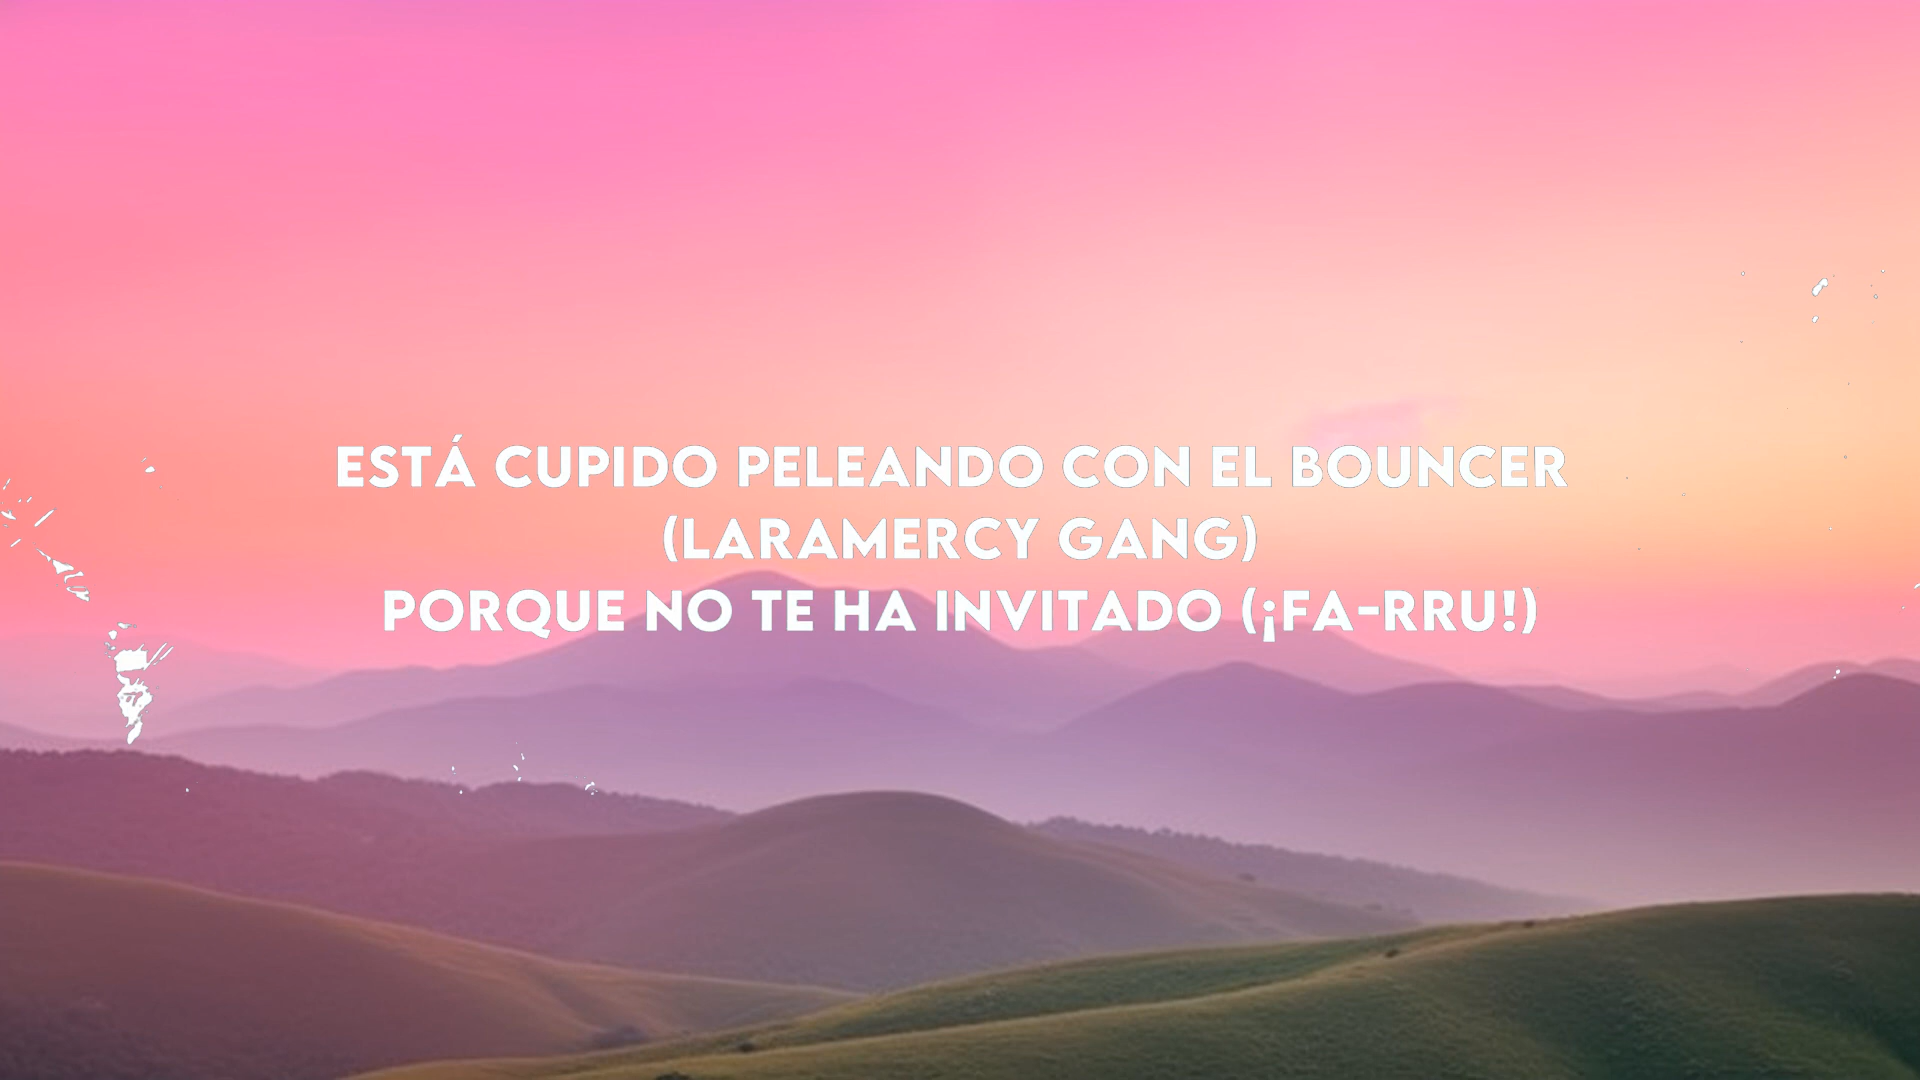 ESTÁ CUPIDO PELEANDO CON EL BOUNCER
(LARAMERCY GANG)
PORQUE NO TE HA INVITADO (¡FA-RRU!)